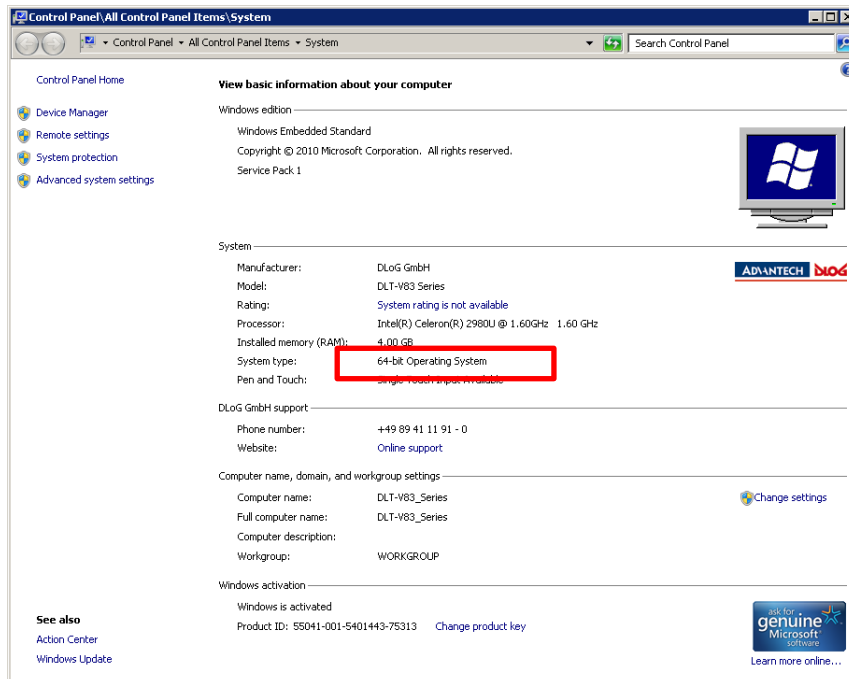 Control Panel\All Control Panel Items\System
Control Panel All Control Panel Items System
Search Control Panel
Control Panel Home
Device Manager
Remote settings
System protection
Advanced system settings
View basic information about your computer
Windows edition
Windows Embedded Standard
Copyright © 2010 Microsoft Corporation. All rights reserved.
Service Pack 1
System
Manufacturer: DLoG GmbH
Model: DLT-V83 Series
Rating: System rating is not available
Processor: Intel(R) Celeron(R) 2980U @ 1.60GHz 1.60 GHz
Installed memory (RAM): 4.00 GB
System type: 64-bit Operating System
Pen and Touch: Single Touch Input Available
ADVANTECH DLOG
DLoG GmbH support
Phone number: +49 89 41 11 91 - 0
Website: Online support
Computer name, domain, and workgroup settings
Computer name: DLT-V83_Series
Change settings
Full computer name: DLT-V83_Series
Computer description:
Workgroup: WORKGROUP
Windows activation
Windows is activated
Product ID: 55041-001-5401443-75313 Change product key
ask for
genuine
Microsoft
software
Learn more online...
See also
Action Center
Windows Update